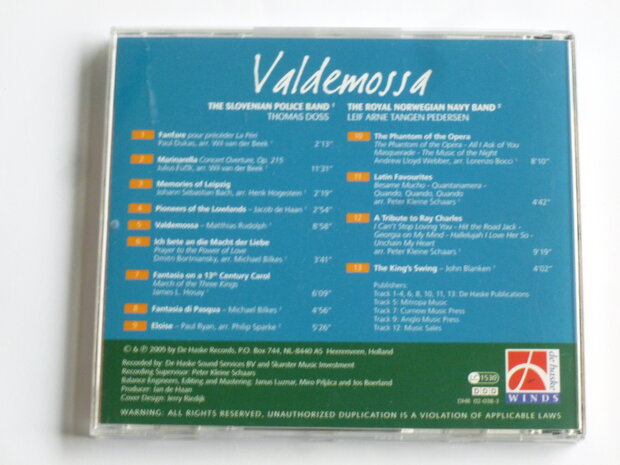 Valdemossa
THE SLOVENIAN POLICE BAND 1
THOMAS DOSS
THE ROYAL NORWEGIAN NAVY BAND 2
LEIF ARNE TANGEN PEDERSEN
1 Fanfare pour précéder La Péri
Paul Dukas, arr. Wil van der Beek 1 2'13"
2 Marinarella Concert Overture, Op. 215
Julius Fučík, arr. Wil van der Beek 1 11'31"
3 Memories of Leipzig
Johann Sebastian Bach, arr. Henk Hogestein 1 2'19"
4 Pioneers of the Lowlands – Jacob de Haan 1 2'54"
5 Valdemossa – Matthias Rudolph 1 8'58"
6 Ich bete an die Macht der Liebe
Prayer to the Power of Love
Dmitri Bortniansky, arr. Michael Bilkes 1 3'41"
7 Fantasia on a 13th Century Carol
March of the Three Kings
James L. Hosay 1 6'09"
8 Fantasia di Pasqua – Michael Bilkes 1 4'56"
9 Eloise – Paul Ryan, arr. Philip Sparke 2 5'26"
10 The Phantom of the Opera
The Phantom of the Opera - All I Ask of You
Masquerade - The Music of the Night
Andrew Lloyd Webber, arr. Lorenzo Bocci 1 8'10"
11 Latin Favourites
Besame Mucho - Quantanamera -
Quando, Quando, Quando
arr. Peter Kleine Schaars 1 4'42"
12 A Tribute to Ray Charles
I Can't Stop Loving You - Hit the Road Jack -
Georgia on My Mind - Hallelujah I Love Her So -
Unchain My Heart
arr. Peter Kleine Schaars 1 9'19"
13 The King's Swing – John Blanken 1 4'02"
Publishers:
Track 1-4, 6, 8, 10, 11, 13: De Haske Publications
Track 5: Mitropa Music
Track 7: Curnow Music Press
Track 9: Anglo Music Press
Track 12: Music Sales
© & ℗ 2005 by De Haske Records, P.O. Box 744, NL-8440 AS Heerenveen, Holland
Recorded by: De Haske Sound Services BV and Skarster Music Investment
Recording Supervisor: Peter Kleine Schaars
Balance Engineers, Editing and Mastering: Janus Luznar, Miro Prljača and Jos Boerland
Producer: Jan de Haan
Cover Design: Jerry Riedijk
LC 1530
DDD
DHR 02-038-3
de haske
WINDS
WARNING: ALL RIGHTS RESERVED, UNAUTHORIZED DUPLICATION IS A VIOLATION OF APPLICABLE LAWS